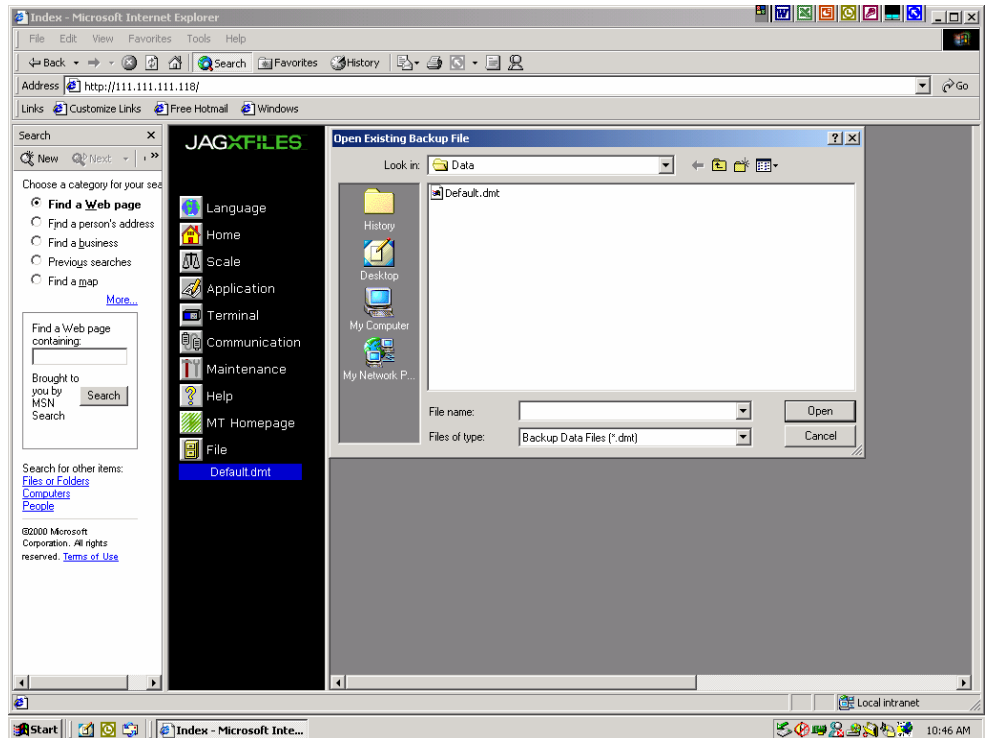 Index - Microsoft Internet Explorer
File Edit View Favorites Tools Help
Back Search Favorites History
Address http://111.111.111.118/ Go
Links Customize Links Free Hotmail Windows
Search
New Next
Choose a category for your sea
Find a Web page
Find a person's address
Find a business
Previous searches
Find a map
More...
Find a Web page
containing:
Brought to
you by
MSN
Search
Search
Search for other items:
Files or Folders
Computers
People
©2000 Microsoft
Corporation. All rights
reserved. Terms of Use
JAGXFILES
Language
Home
Scale
Application
Terminal
Communication
Maintenance
Help
MT Homepage
File
Default.dmt
Open Existing Backup File
Look in: Data
Default.dmt
History
Desktop
My Computer
My Network P...
File name: Open
Files of type: Backup Data Files (*.dmt) Cancel
Local intranet
Start Index - Microsoft Inte... 10:46 AM